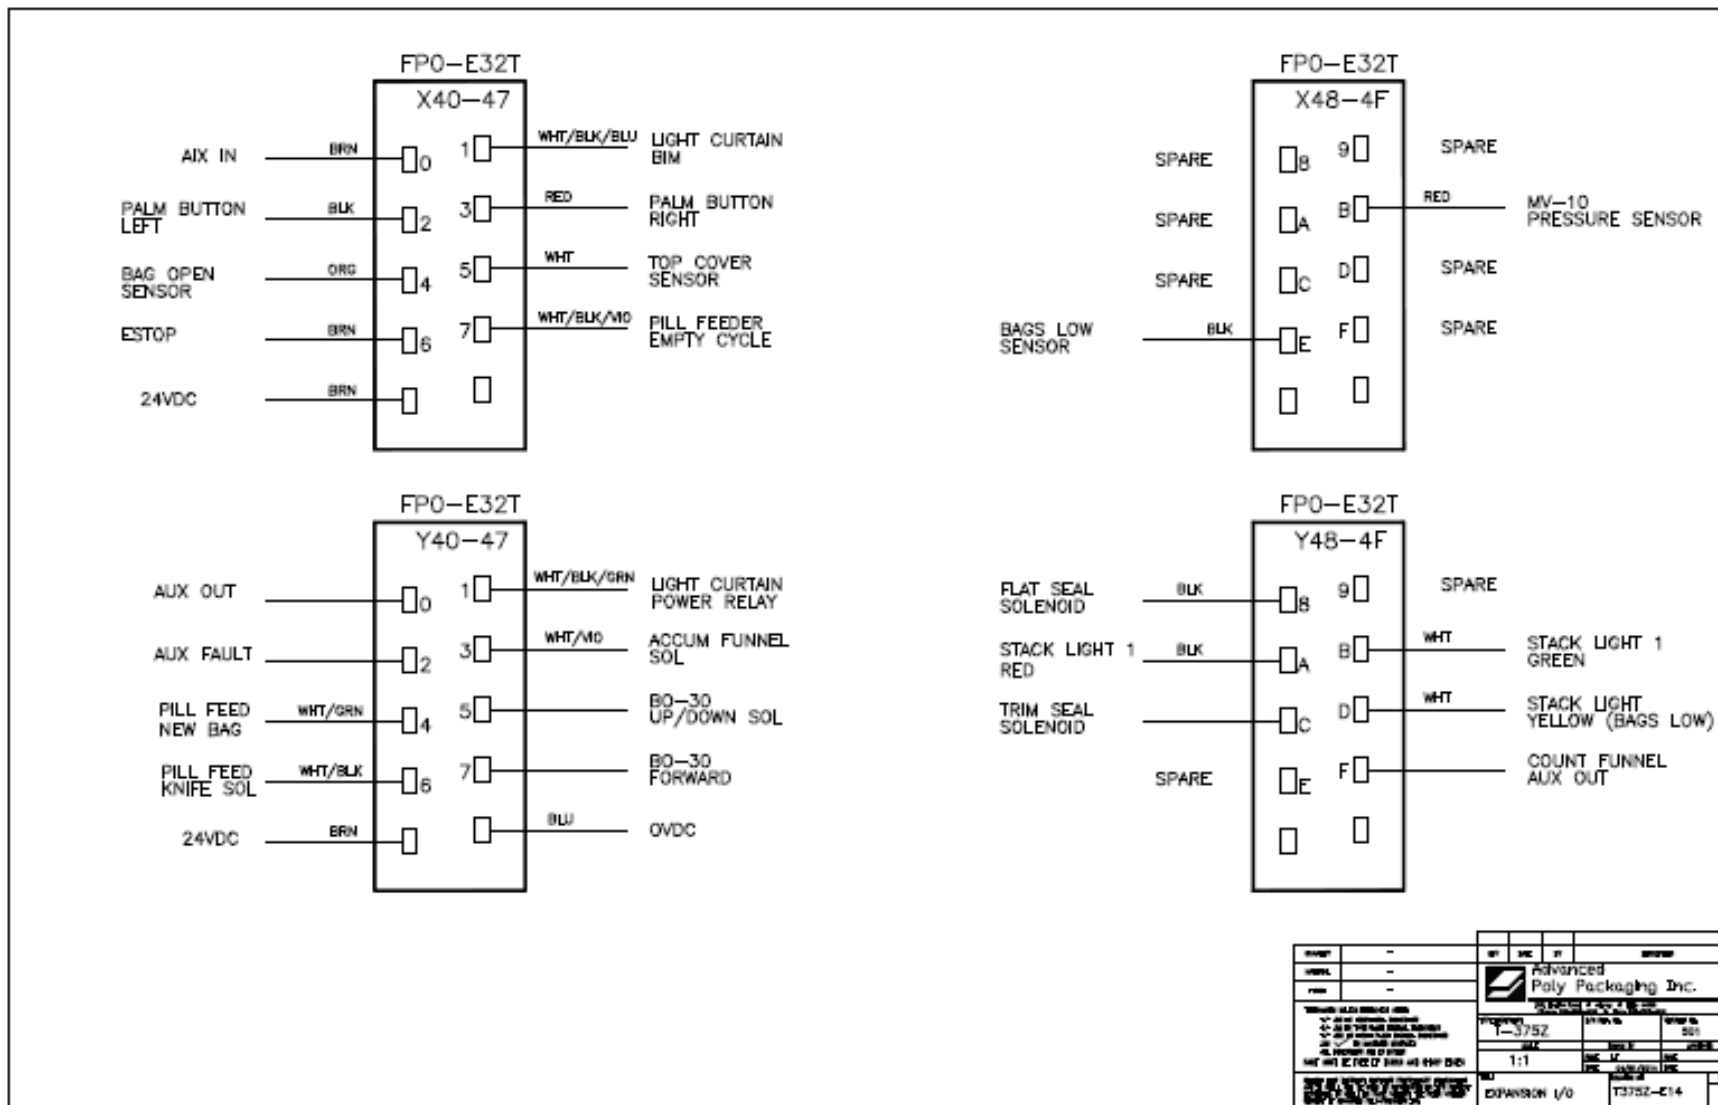 FP0-E32T
X40-47
AIX IN
BRN
0
1
WHT/BLK/BLU
LIGHT CURTAIN
BIM
PALM BUTTON
LEFT
BLK
2
3
RED
PALM BUTTON
RIGHT
BAG OPEN
SENSOR
ORG
4
5
WHT
TOP COVER
SENSOR
ESTOP
BRN
6
7
WHT/BLK/VIO
PILL FEEDER
EMPTY CYCLE
24VDC
BRN
FP0-E32T
X48-4F
SPARE
8
9
SPARE
SPARE
A
B
RED
MV-10
PRESSURE SENSOR
SPARE
C
D
SPARE
BAGS LOW
SENSOR
BLK
E
F
SPARE
FP0-E32T
Y40-47
AUX OUT
0
1
WHT/BLK/GRN
LIGHT CURTAIN
POWER RELAY
AUX FAULT
2
3
WHT/VIO
ACCUM FUNNEL
SOL
PILL FEED
NEW BAG
WHT/GRN
4
5
BO-30
UP/DOWN SOL
PILL FEED
KNIFE SOL
WHT/BLK
6
7
BO-30
FORWARD
24VDC
BRN
BLU
0VDC
FP0-E32T
Y48-4F
FLAT SEAL
SOLENOID
BLK
8
9
SPARE
STACK LIGHT 1
RED
BLK
A
B
WHT
STACK LIGHT 1
GREEN
TRIM SEAL
SOLENOID
C
D
WHT
STACK LIGHT
YELLOW (BAGS LOW)
SPARE
E
F
COUNT FUNNEL
AUX OUT
Advanced
Poly Packaging Inc.
T-375Z
1:1
EXPANSION I/O
T375Z-E14